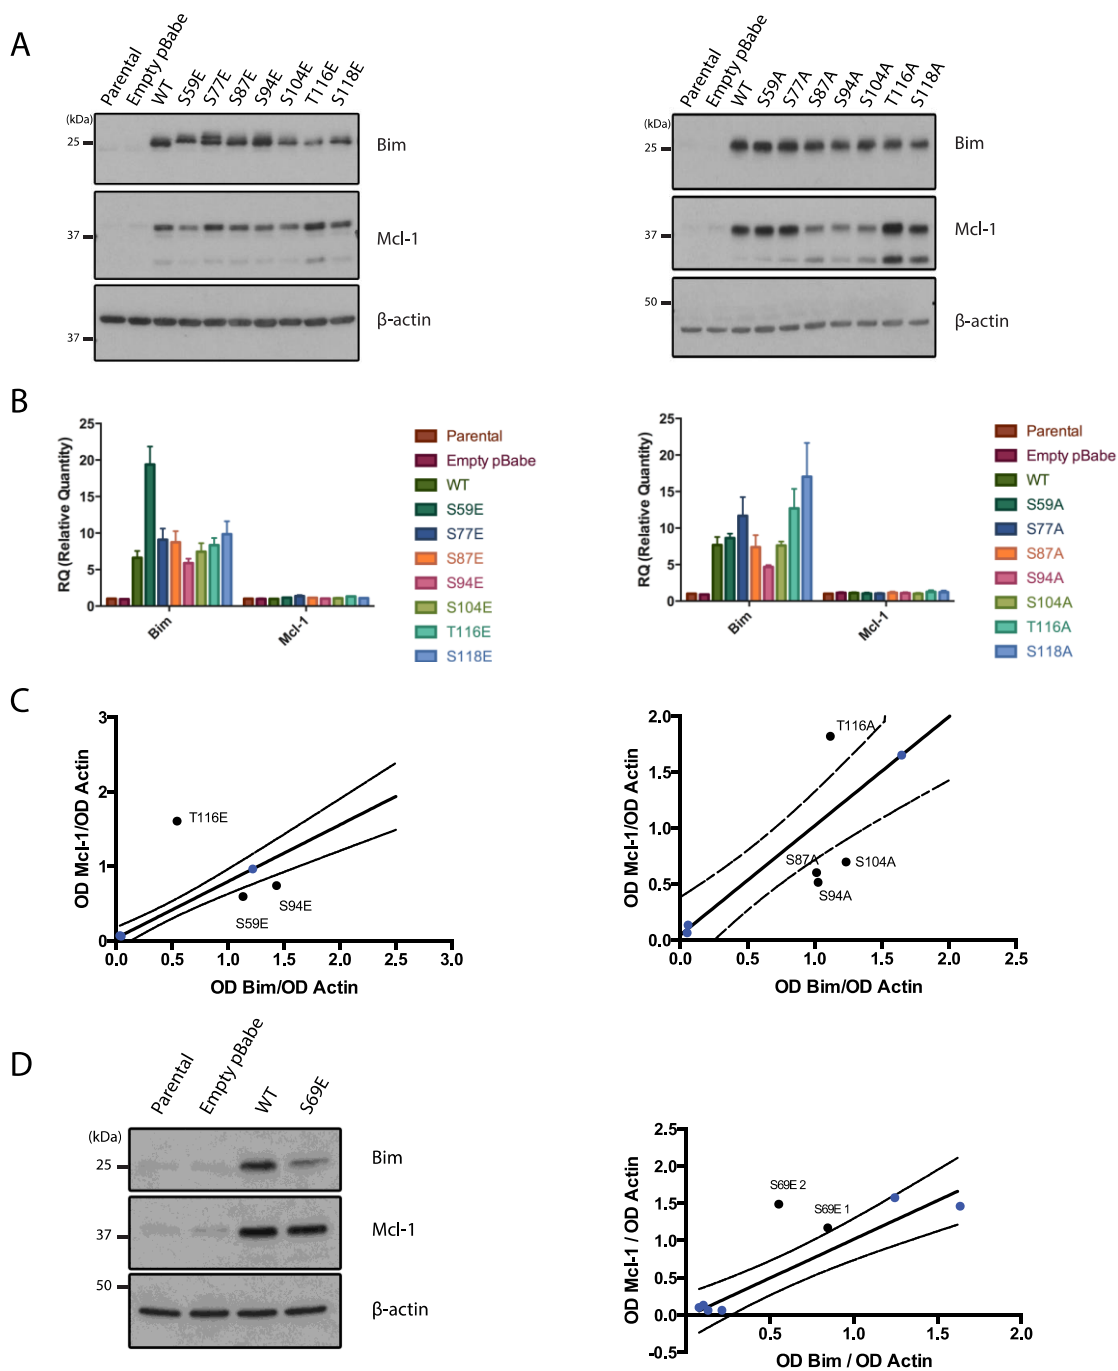 A
Parental
Empty pBabe
WT
S59E
S77E
S87E
S94E
S104E
T116E
S118E
(kDa)
25
Bim
37
Mcl-1
37
β-actin
Parental
Empty pBabe
WT
S59A
S77A
S87A
S94A
S104A
T116A
S118A
(kDa)
25
Bim
37
Mcl-1
50
β-actin
B
RQ (Relative Quantity)
25
20
15
10
5
0
Bim
Mcl-1
Parental
Empty pBabe
WT
S59E
S77E
S87E
S94E
S104E
T116E
S118E
RQ (Relative Quantity)
25
20
15
10
5
0
Bim
Mcl-1
Parental
Empty pBabe
WT
S59A
S77A
S87A
S94A
S104A
T116A
S118A
C
OD Mcl-1/OD Actin
3
2
1
0
T116E
S59E
S94E
0.0 0.5 1.0 1.5 2.0 2.5 3.0
OD Bim/OD Actin
OD Mcl-1/OD Actin
2.0
1.5
1.0
0.5
0.0
T116A
S87A
S104A
S94A
0.0 0.5 1.0 1.5 2.0 2.5
OD Bim/OD Actin
D
Parental
Empty pBabe
WT
S69E
(kDa)
25
Bim
37
Mcl-1
50
β-actin
OD Mcl-1 / OD Actin
2.5
2.0
1.5
1.0
0.5
0.0
-0.5
S69E 2
S69E 1
0.5 1.0 1.5 2.0
OD Bim / OD Actin